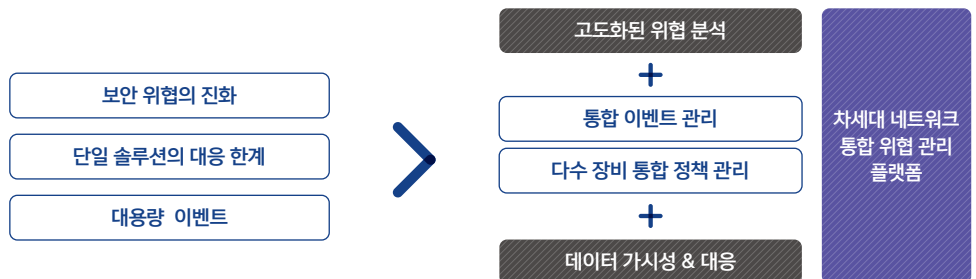 보안 위협의 진화
단일 솔루션의 대응 한계
대용량 이벤트
고도화된 위협 분석
+
통합 이벤트 관리
다수 장비 통합 정책 관리
+
데이터 가시성 & 대응
차세대 네트워크
통합 위협 관리
플랫폼